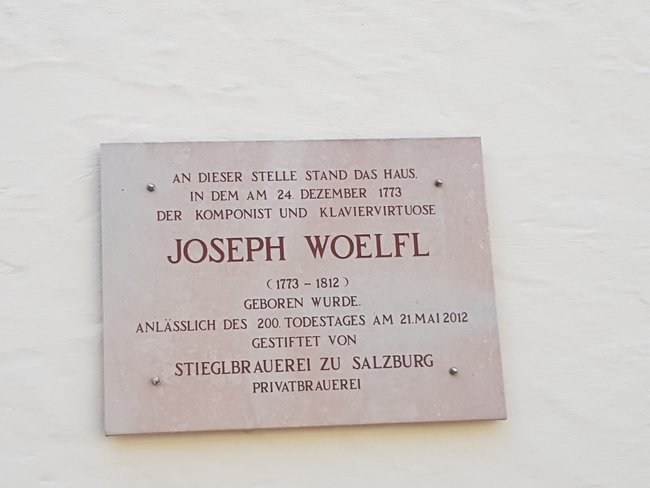 AN DIESER STELLE STAND DAS HAUS,
IN DEM AM 24. DEZEMBER 1773
DER KOMPONIST UND KLAVIERVIRTUOSE
JOSEPH WOELFL
(1773 - 1812)
GEBOREN WURDE.
ANLÄSSLICH DES 200. TODESTAGES AM 21. MAI 2012
GESTIFTET VON
STIEGLBRAUEREI ZU SALZBURG
PRIVATBRAUEREI